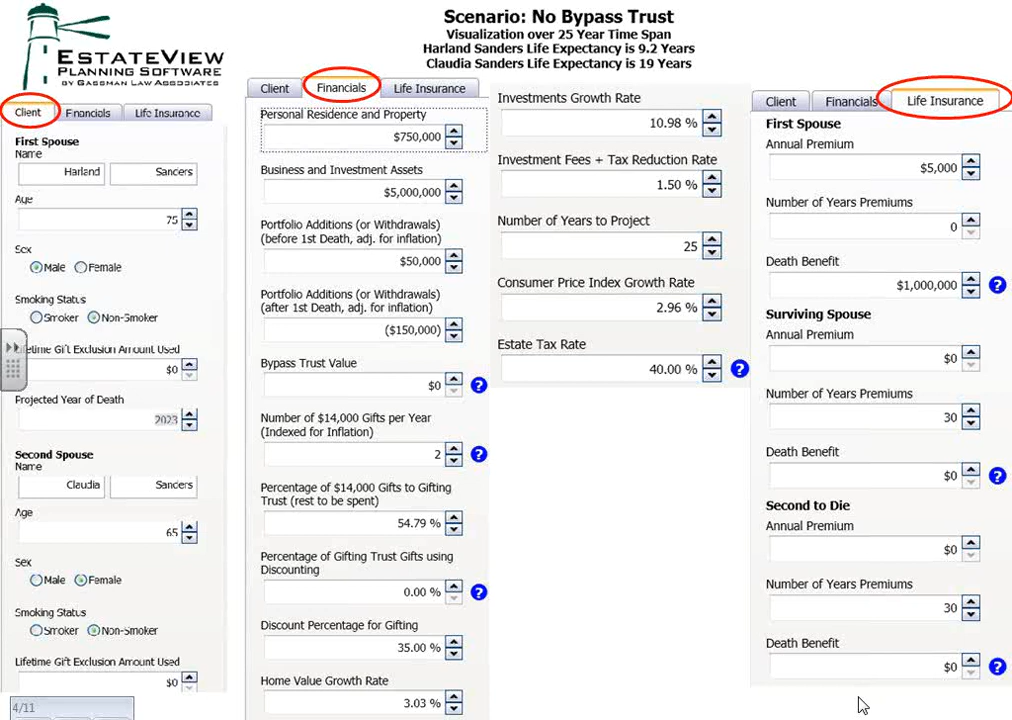 Scenario: No Bypass Trust
Visualization over 25 Year Time Span
Harland Sanders Life Expectancy is 9.2 Years
Claudia Sanders Life Expectancy is 19 Years
ESTATEVIEW
PLANNING SOFTWARE
BY GASSMAN LAW ASSOCIATES
Client Financials Life Insurance
First Spouse
Name
Harland Sanders
Age
75
Sex
Male Female
Smoking Status
Smoker Non-Smoker
Lifetime Gift Exclusion Amount Used
$0
Projected Year of Death
2023
Second Spouse
Name
Claudia Sanders
Age
65
Sex
Male Female
Smoking Status
Smoker Non-Smoker
Lifetime Gift Exclusion Amount Used
$0
4/11
Client Financials Life Insurance
Personal Residence and Property
$750,000
Business and Investment Assets
$5,000,000
Portfolio Additions (or Withdrawals)
(before 1st Death, adj. for inflation)
$50,000
Portfolio Additions (or Withdrawals)
(after 1st Death, adj. for inflation)
($150,000)
Bypass Trust Value
$0 ?
Number of $14,000 Gifts per Year
(Indexed for Inflation)
2 ?
Percentage of $14,000 Gifts to Gifting
Trust (rest to be spent)
54.79 %
Percentage of Gifting Trust Gifts using
Discounting
0.00 % ?
Discount Percentage for Gifting
35.00 %
Home Value Growth Rate
3.03 %
Investments Growth Rate
10.98 %
Investment Fees + Tax Reduction Rate
1.50 %
Number of Years to Project
25
Consumer Price Index Growth Rate
2.96 %
Estate Tax Rate
40.00 % ?
Client Financials Life Insurance
First Spouse
Annual Premium
$5,000
Number of Years Premiums
0
Death Benefit
$1,000,000 ?
Surviving Spouse
Annual Premium
$0
Number of Years Premiums
30
Death Benefit
$0 ?
Second to Die
Annual Premium
$0
Number of Years Premiums
30
Death Benefit
$0 ?